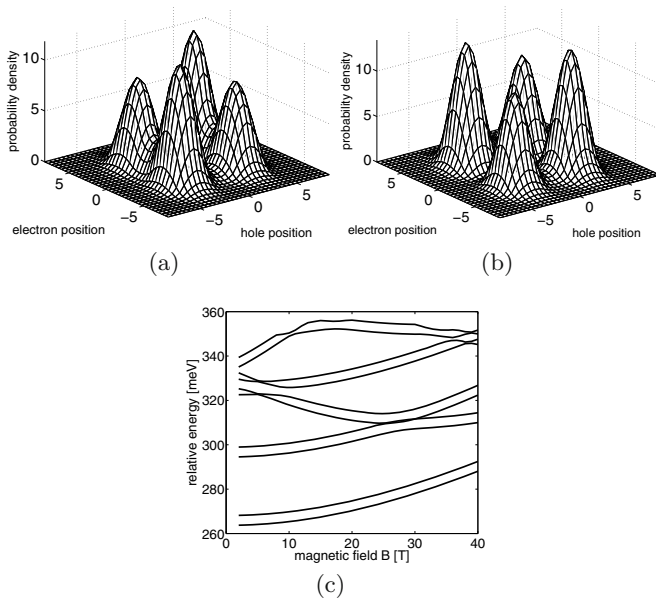 probability density
10
5
0
5
0
−5
electron position
−5
0
5
hole position
(a)
probability density
10
5
0
5
0
−5
electron position
−5
0
5
hole position
(b)
relative energy [meV]
360
340
320
300
280
260
0
10
20
30
40
magnetic field B [T]
(c)